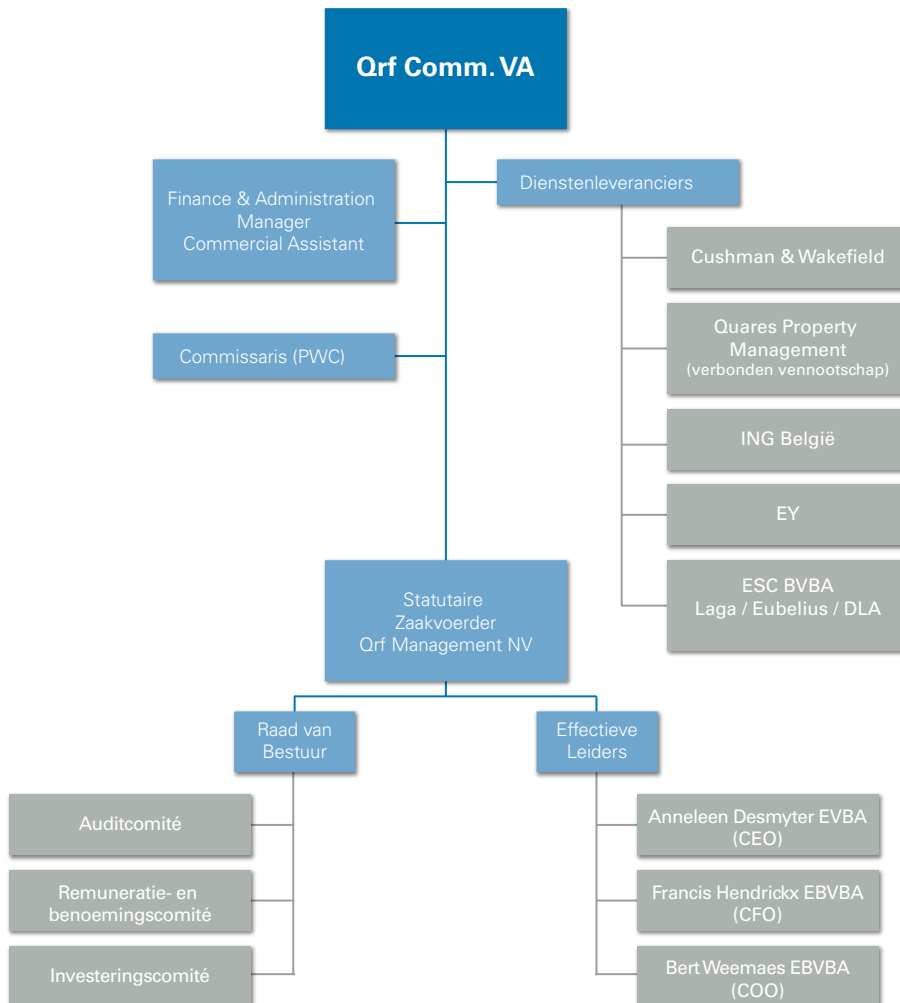 Qrf Comm. VA
Finance & Administration
Manager
Commercial Assistant
Dienstenleveranciers
Cushman & Wakefield
Quares Property
Management
(verbonden vennootschap)
Commissaris (PWC)
ING België
EY
ESC BVBA
Laga / Eubelius / DLA
Statutaire
Zaakvoerder
Qrf Management NV
Raad van
Bestuur
Effectieve
Leiders
Auditcomité
Remuneratie- en
benoemingscomité
Investeringscomité
Anneleen Desmyter EVBA
(CEO)
Francis Hendrickx EBVBA
(CFO)
Bert Weemaes EBVBA
(COO)